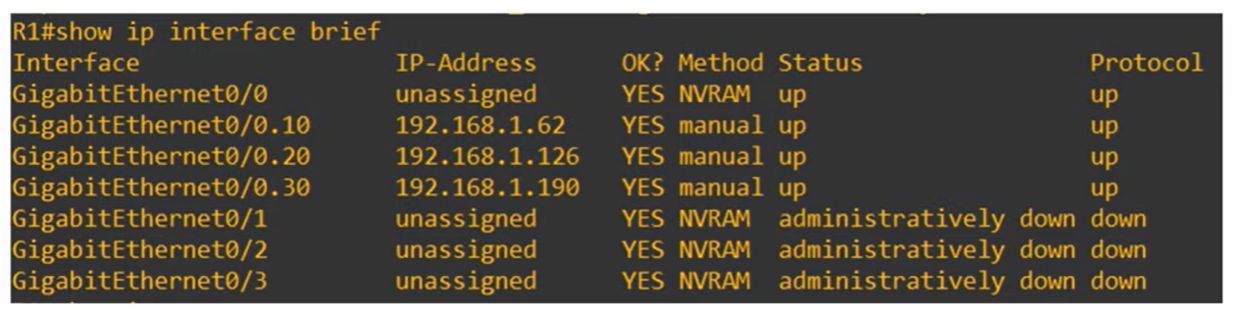 R1#show ip interface brief
Interface IP-Address OK? Method Status Protocol
GigabitEthernet0/0 unassigned YES NVRAM up up
GigabitEthernet0/0.10 192.168.1.62 YES manual up up
GigabitEthernet0/0.20 192.168.1.126 YES manual up up
GigabitEthernet0/0.30 192.168.1.190 YES manual up up
GigabitEthernet0/1 unassigned YES NVRAM administratively down down
GigabitEthernet0/2 unassigned YES NVRAM administratively down down
GigabitEthernet0/3 unassigned YES NVRAM administratively down down